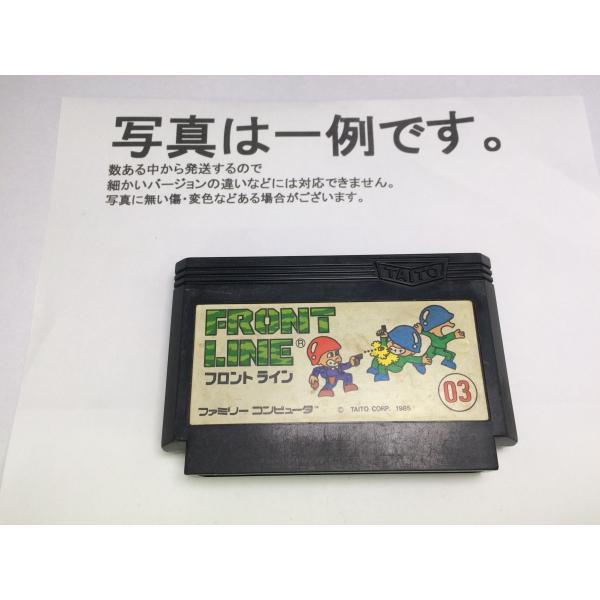 写真は一例です。
数ある中から発送するので
細かいバージョンの違いなどには対応できません。
写真に無い傷・変色などある場合がございます。
TAITO
FRONT
LINE®
フロントライン
ファミリー コンピュータ™
© TAITO CORP. 1985
03